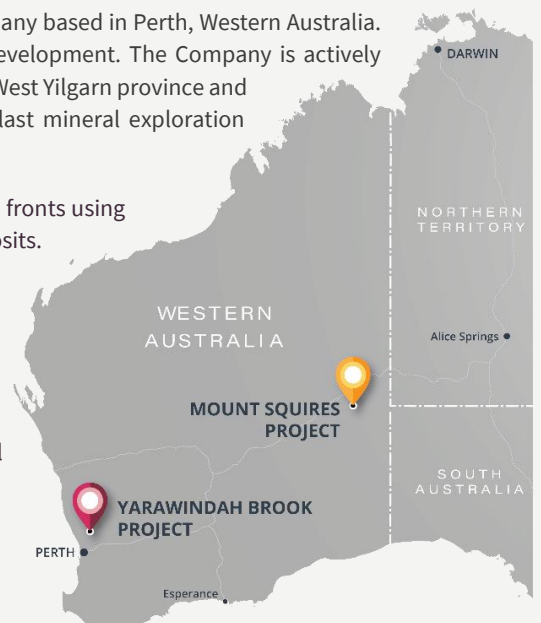 any based in Perth, Western Australia.
evelopment. The Company is actively
West Yilgarn province and
last mineral exploration
fronts using
osits.
DARWIN
NORTHERN
TERRITORY
WESTERN
AUSTRALIA
Alice Springs
MOUNT SQUIRES
PROJECT
SOUTH
AUSTRALIA
YARAWINDAH BROOK
PROJECT
PERTH
Esperance